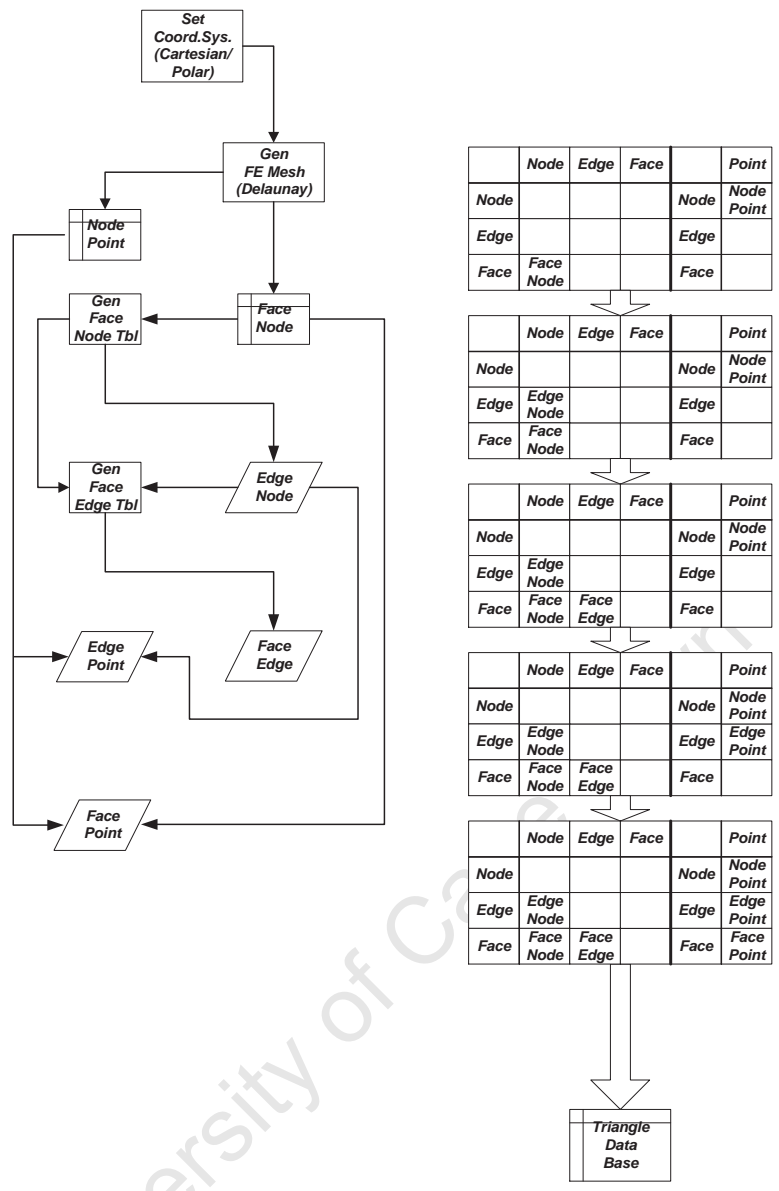 Set
Coord.Sys.
(Cartesian/
Polar)
Gen
FE Mesh
(Delaunay)
Node
Point
Gen
Face
Node Tbl
Face
Node
Gen
Face
Edge Tbl
Edge
Node
Edge
Point
Face
Edge
Face
Point
Node Edge Face Point
Node Node Node Point
Edge Edge
Face Face Node Face
Node Edge Face Point
Node Node Node Point
Edge Edge Node Edge
Face Face Node Face
Node Edge Face Point
Node Node Node Point
Edge Edge Node Edge
Face Face Node Face Edge Face
Node Edge Face Point
Node Node Node Point
Edge Edge Node Edge Edge Point
Face Face Node Face Edge Face
Node Edge Face Point
Node Node Node Point
Edge Edge Node Edge Edge Point
Face Face Node Face Edge Face Face Point
Triangle
Data
Base